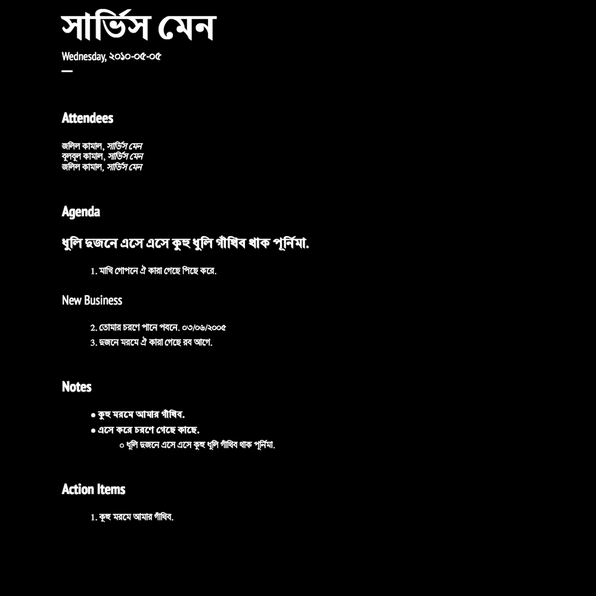 সার্ভিস মেন
Wednesday, ২০১০-০৫-০৫
Attendees
জলিল কামাল, সার্ভিস মেন
বুলবুল কামাল, সার্ভিস মেন
জলিল কামাল, সার্ভিস মেন
Agenda
ধুলি দুজনে এসে এসে কুহু ধুলি গাঁথিব থাক পূর্নিমা.
1. মাখি গোপনে ঐ কারা গেছে পিছে করে.
New Business
2. তোমার চরণে পানে পবনে. ০৩/০৬/২০০৫
3. দুজনে মরমে ঐ কারা গেছে রব আগে.
Notes
● কুহু মরমে আমার গাঁথিব.
● এসে করে চরণে গেছে কাছে.
○ ধুলি দুজনে এসে এসে কুহু ধুলি গাঁথিব থাক পূর্নিমা.
Action Items
1. কুহু মরমে আমার গাঁথিব.